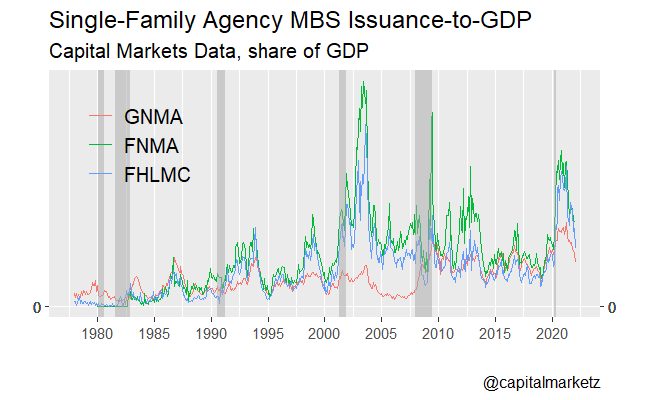 Single-Family Agency MBS Issuance-to-GDP
Capital Markets Data, share of GDP
GNMA
FNMA
FHLMC
0
0
1980 1985 1990 1995 2000 2005 2010 2015 2020
@capitalmarketz